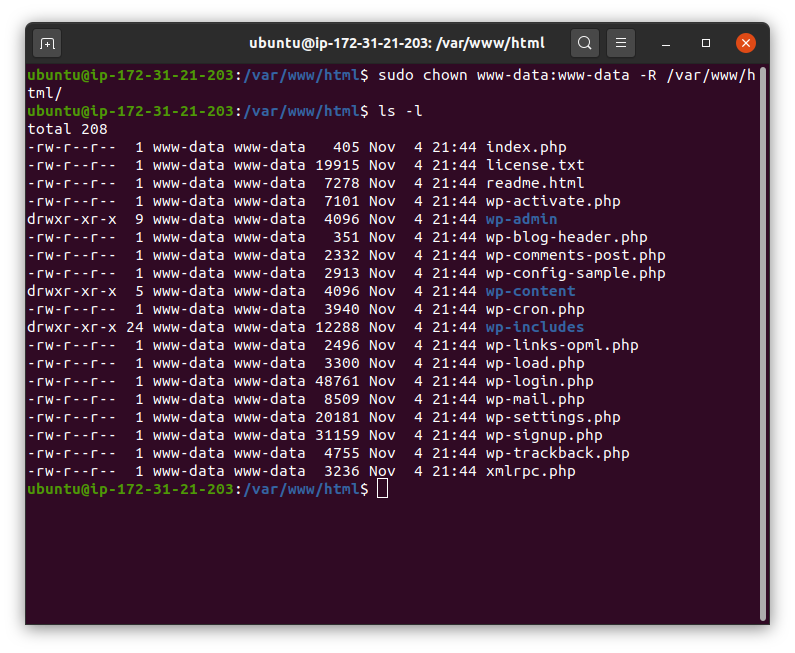 ubuntu@ip-172-31-21-203: /var/www/html
ubuntu@ip-172-31-21-203:/var/www/html$ sudo chown www-data:www-data -R /var/www/h
tml/
ubuntu@ip-172-31-21-203:/var/www/html$ ls -l
total 208
-rw-r--r--  1 www-data www-data   405 Nov  4 21:44 index.php
-rw-r--r--  1 www-data www-data 19915 Nov  4 21:44 license.txt
-rw-r--r--  1 www-data www-data  7278 Nov  4 21:44 readme.html
-rw-r--r--  1 www-data www-data  7101 Nov  4 21:44 wp-activate.php
drwxr-xr-x  9 www-data www-data  4096 Nov  4 21:44 wp-admin
-rw-r--r--  1 www-data www-data   351 Nov  4 21:44 wp-blog-header.php
-rw-r--r--  1 www-data www-data  2332 Nov  4 21:44 wp-comments-post.php
-rw-r--r--  1 www-data www-data  2913 Nov  4 21:44 wp-config-sample.php
drwxr-xr-x  5 www-data www-data  4096 Nov  4 21:44 wp-content
-rw-r--r--  1 www-data www-data  3940 Nov  4 21:44 wp-cron.php
drwxr-xr-x 24 www-data www-data 12288 Nov  4 21:44 wp-includes
-rw-r--r--  1 www-data www-data  2496 Nov  4 21:44 wp-links-opml.php
-rw-r--r--  1 www-data www-data  3300 Nov  4 21:44 wp-load.php
-rw-r--r--  1 www-data www-data 48761 Nov  4 21:44 wp-login.php
-rw-r--r--  1 www-data www-data  8509 Nov  4 21:44 wp-mail.php
-rw-r--r--  1 www-data www-data 20181 Nov  4 21:44 wp-settings.php
-rw-r--r--  1 www-data www-data 31159 Nov  4 21:44 wp-signup.php
-rw-r--r--  1 www-data www-data  4755 Nov  4 21:44 wp-trackback.php
-rw-r--r--  1 www-data www-data  3236 Nov  4 21:44 xmlrpc.php
ubuntu@ip-172-31-21-203:/var/www/html$